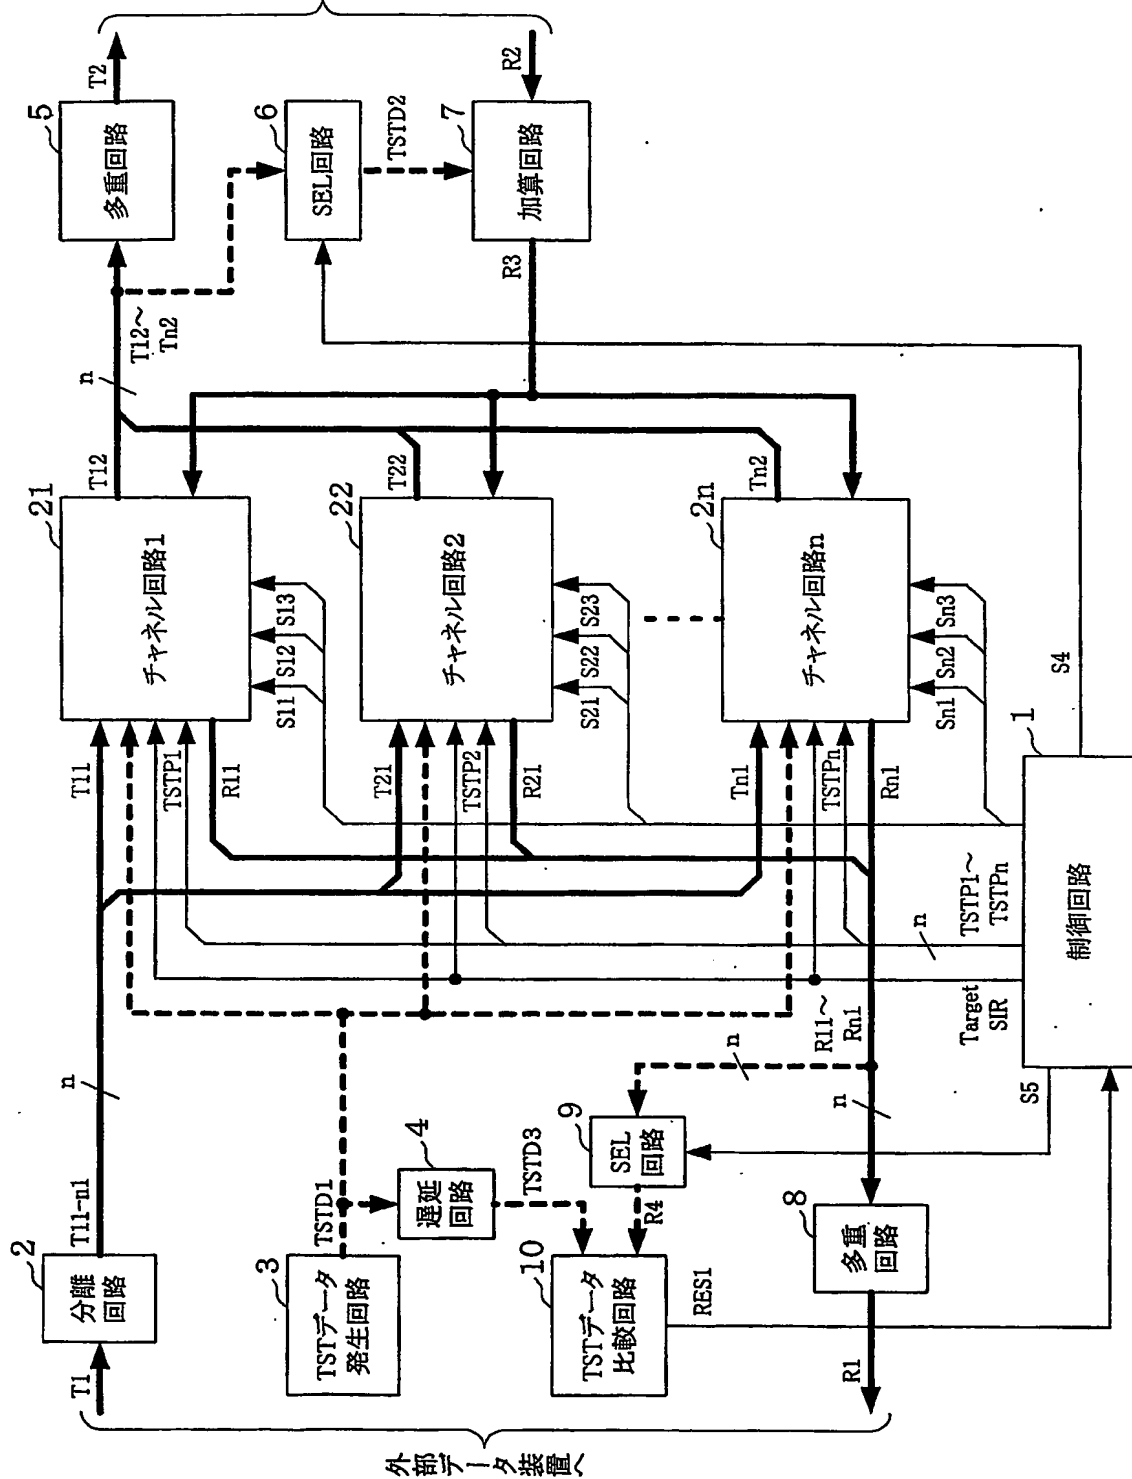 外部データ装置へ
T1
2
分離
回路
T11-n1
n
T11
21
チャネル回路1
T12
n
T12～
Tn2
5
多重回路
T2
TSTP1
R11
S11
S12
S13
6
SEL回路
TSTD2
R2
7
加算回路
R3
3
TSTデータ
発生回路
TSTD1
4
遅延
回路
TSTD3
T21
TSTP2
R21
22
チャネル回路2
T22
S21
S22
S23
10
TSTデータ
比較回路
RES1
R4
9
SEL
回路
n
Tn1
TSTPn
Rn1
2n
チャネル回路n
Tn2
Sn1
Sn2
Sn3
R1
8
多重
回路
n
R11～
Rn1
S5
Target
SIR
n
TSTP1～
TSTPn
1
制御回路
S4